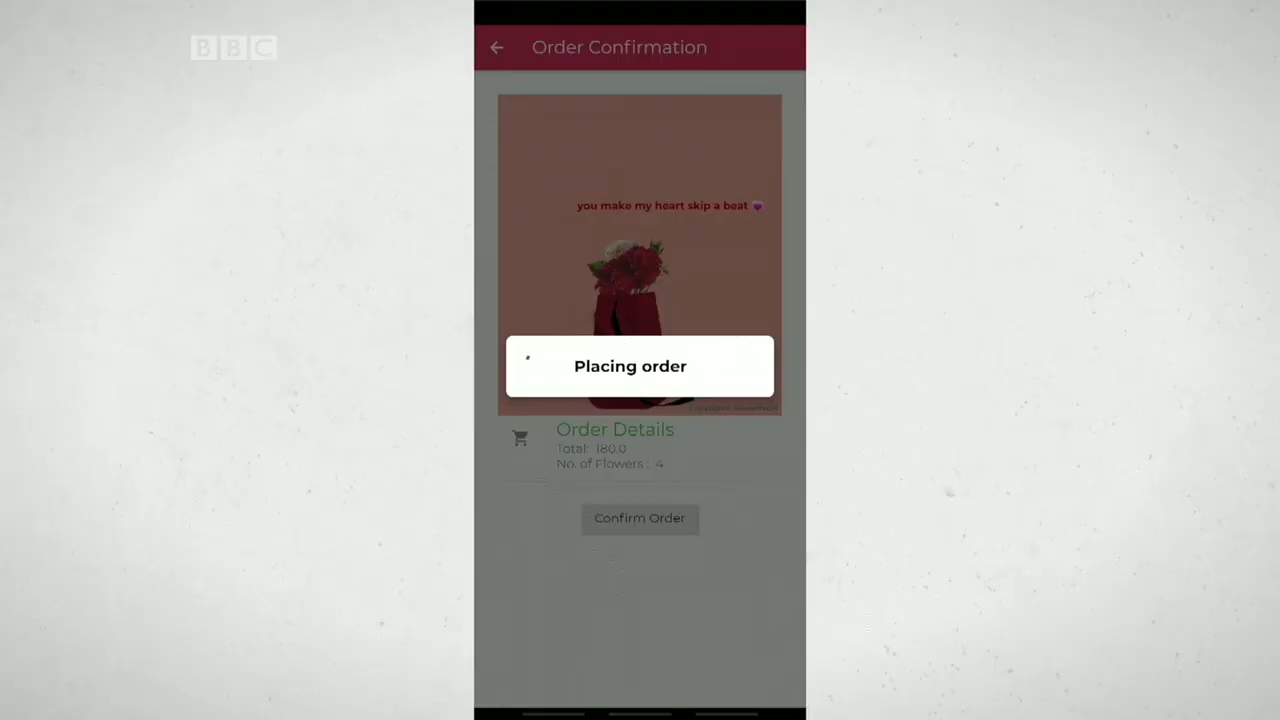 BBC
Order Confirmation
you make my heart skip a beat 💝
Placing order
Order Details
Total: 180.0
No. of Flowers : 4
Confirm Order